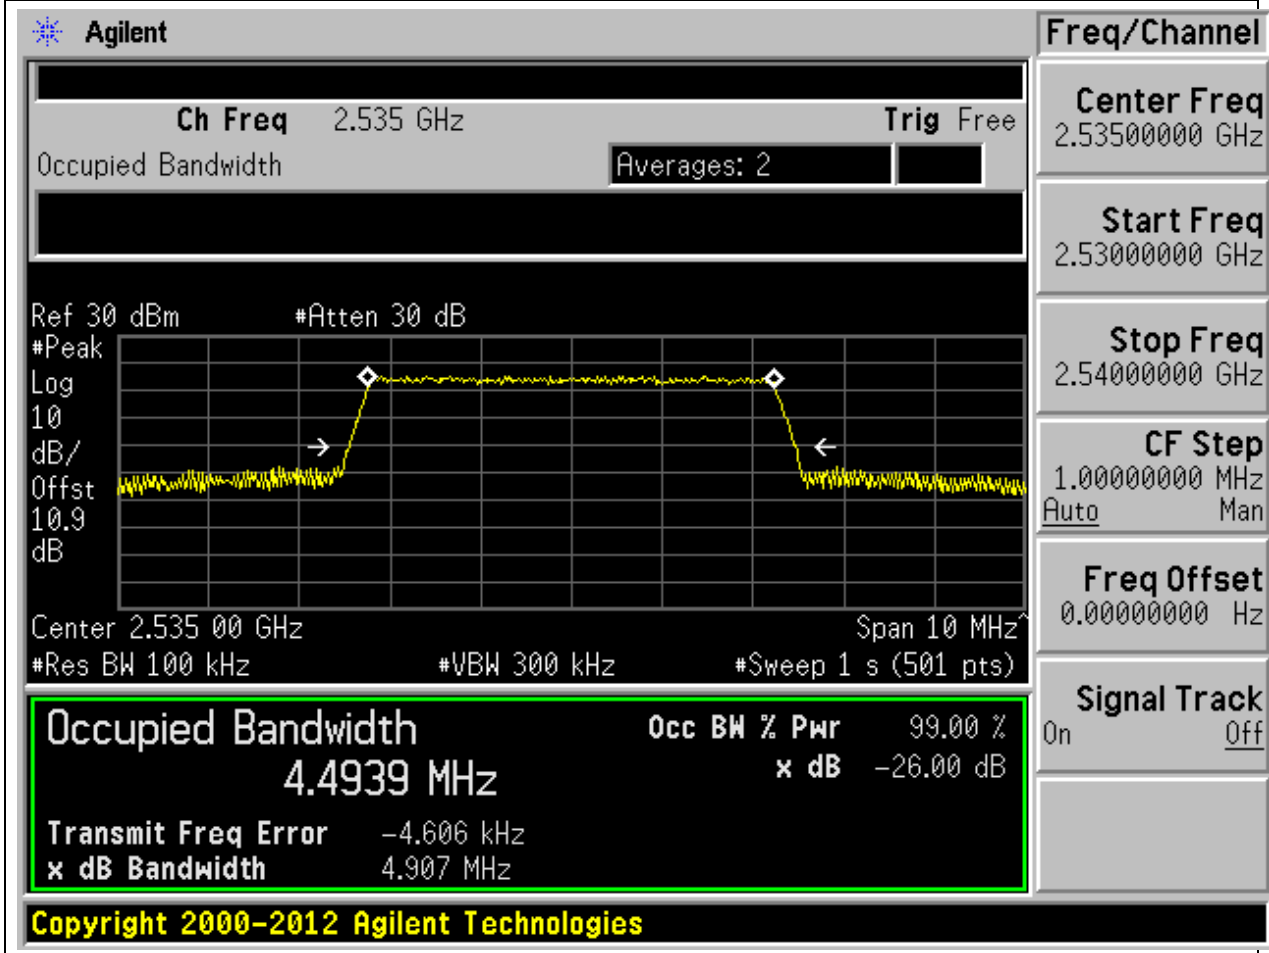 Agilent
Freq/Channel
Ch Freq 2.535 GHz Trig Free
Occupied Bandwidth Averages: 2
Center Freq
2.53500000 GHz
Start Freq
2.53000000 GHz
Stop Freq
2.54000000 GHz
CF Step
1.00000000 MHz
Auto Man
Freq Offset
0.00000000 Hz
Signal Track
On Off
Ref 30 dBm #Atten 30 dB
#Peak
Log
10
dB/
Offst
10.9
dB
Center 2.535 00 GHz Span 10 MHz^
#Res BW 100 kHz #VBW 300 kHz #Sweep 1 s (501 pts)
Occupied Bandwidth Occ BW % Pwr 99.00 %
4.4939 MHz x dB -26.00 dB
Transmit Freq Error -4.606 kHz
x dB Bandwidth 4.907 MHz
Copyright 2000-2012 Agilent Technologies